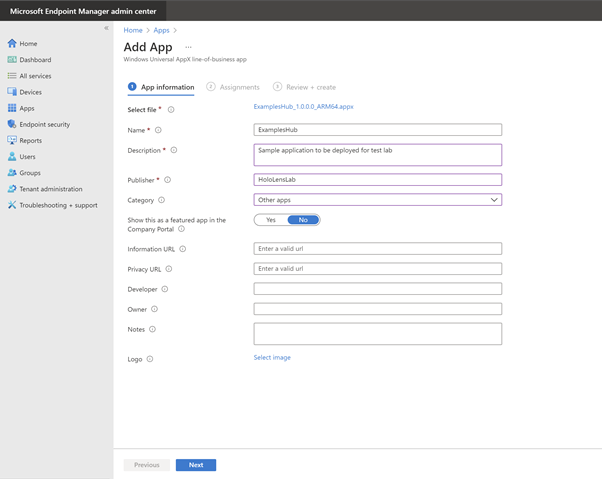 Microsoft Endpoint Manager admin center
«
Home
Dashboard
All services
Devices
Apps
Endpoint security
Reports
Users
Groups
Tenant administration
Troubleshooting + support
Home > Apps >
Add App ...
Windows Universal AppX line-of-business app
1 App information 2 Assignments 3 Review + create
Select file * ExamplesHub_1.0.0.0_ARM64.appx
Name * ExamplesHub
Description * Sample application to be deployed for test lab
Publisher * HoloLensLab
Category Other apps
Show this as a featured app in the
Company Portal
Yes No
Information URL Enter a valid url
Privacy URL Enter a valid url
Developer
Owner
Notes
Logo Select image
Previous Next